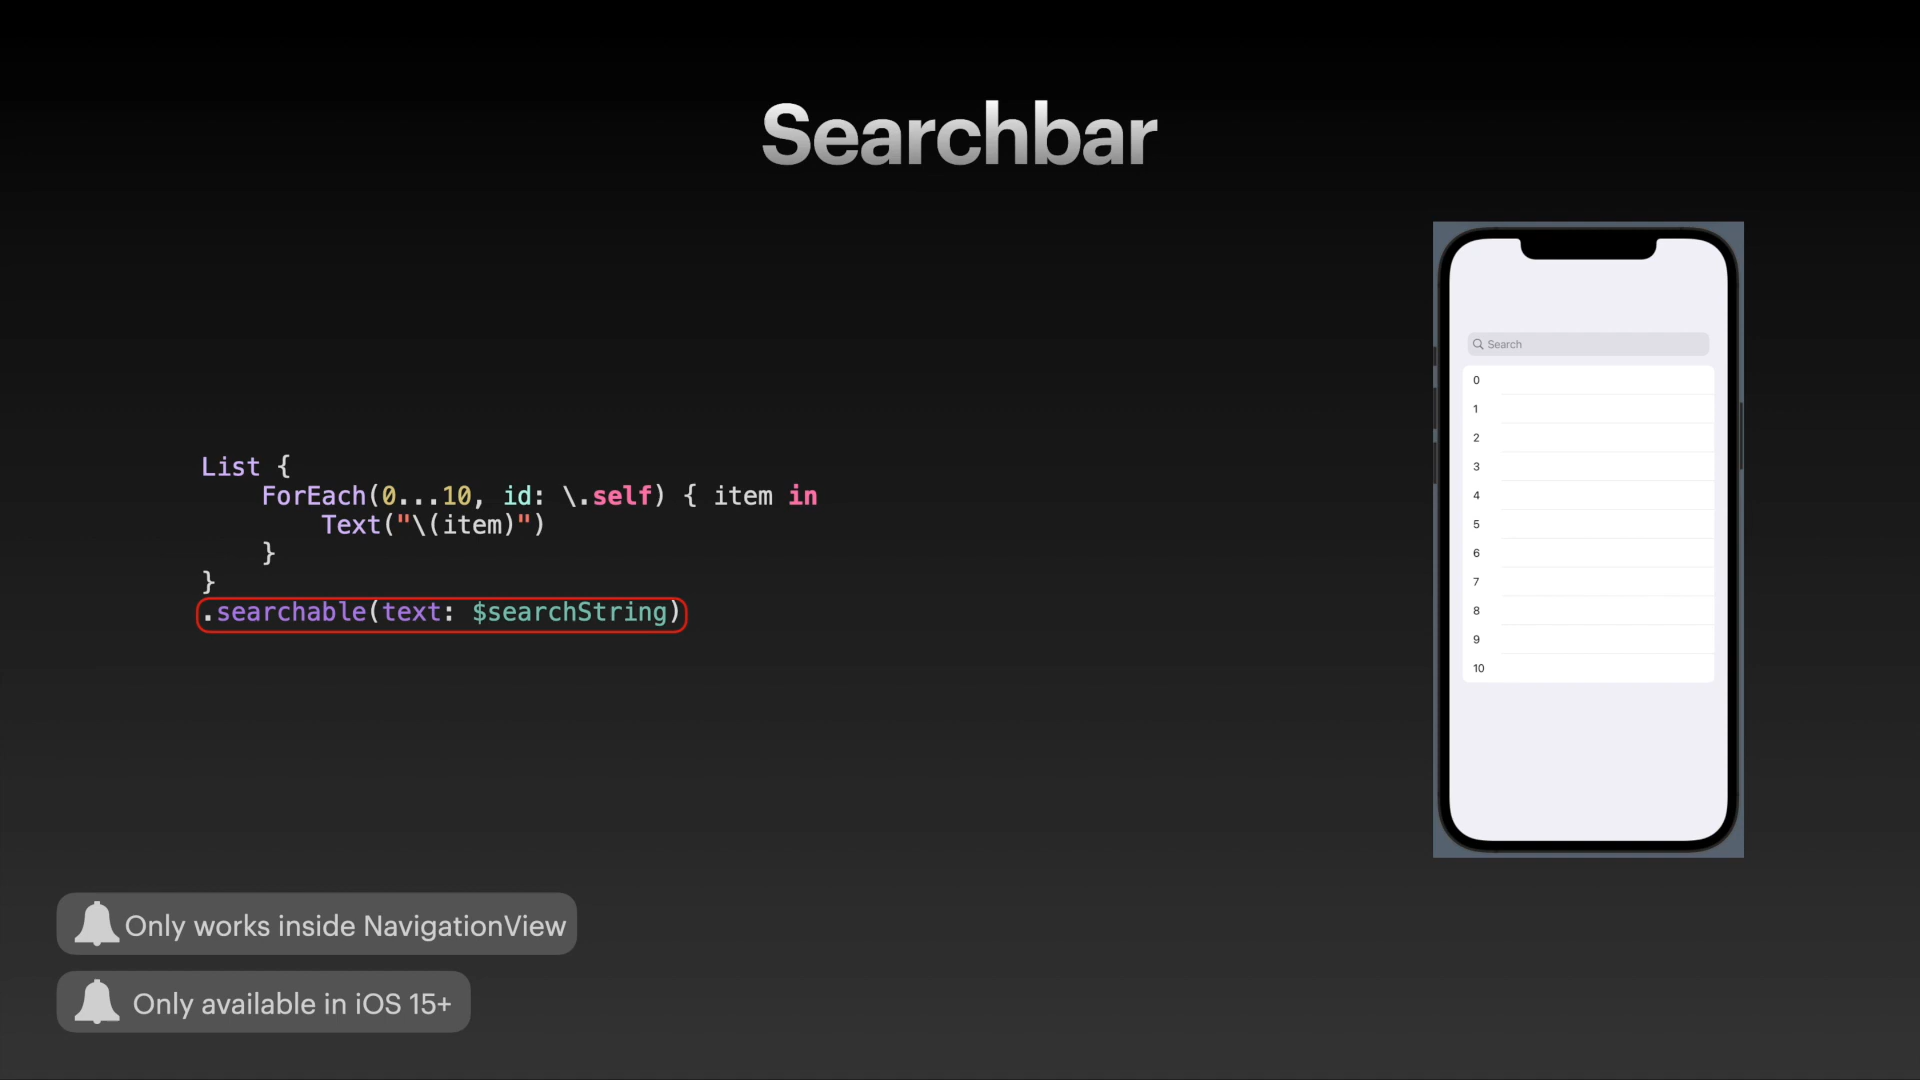 Searchbar
List {
    ForEach(0...10, id: \.self) { item in
        Text("\(item)")
    }
}
.searchable(text: $searchString)
Search
0
1
2
3
4
5
6
7
8
9
10
Only works inside NavigationView
Only available in iOS 15+